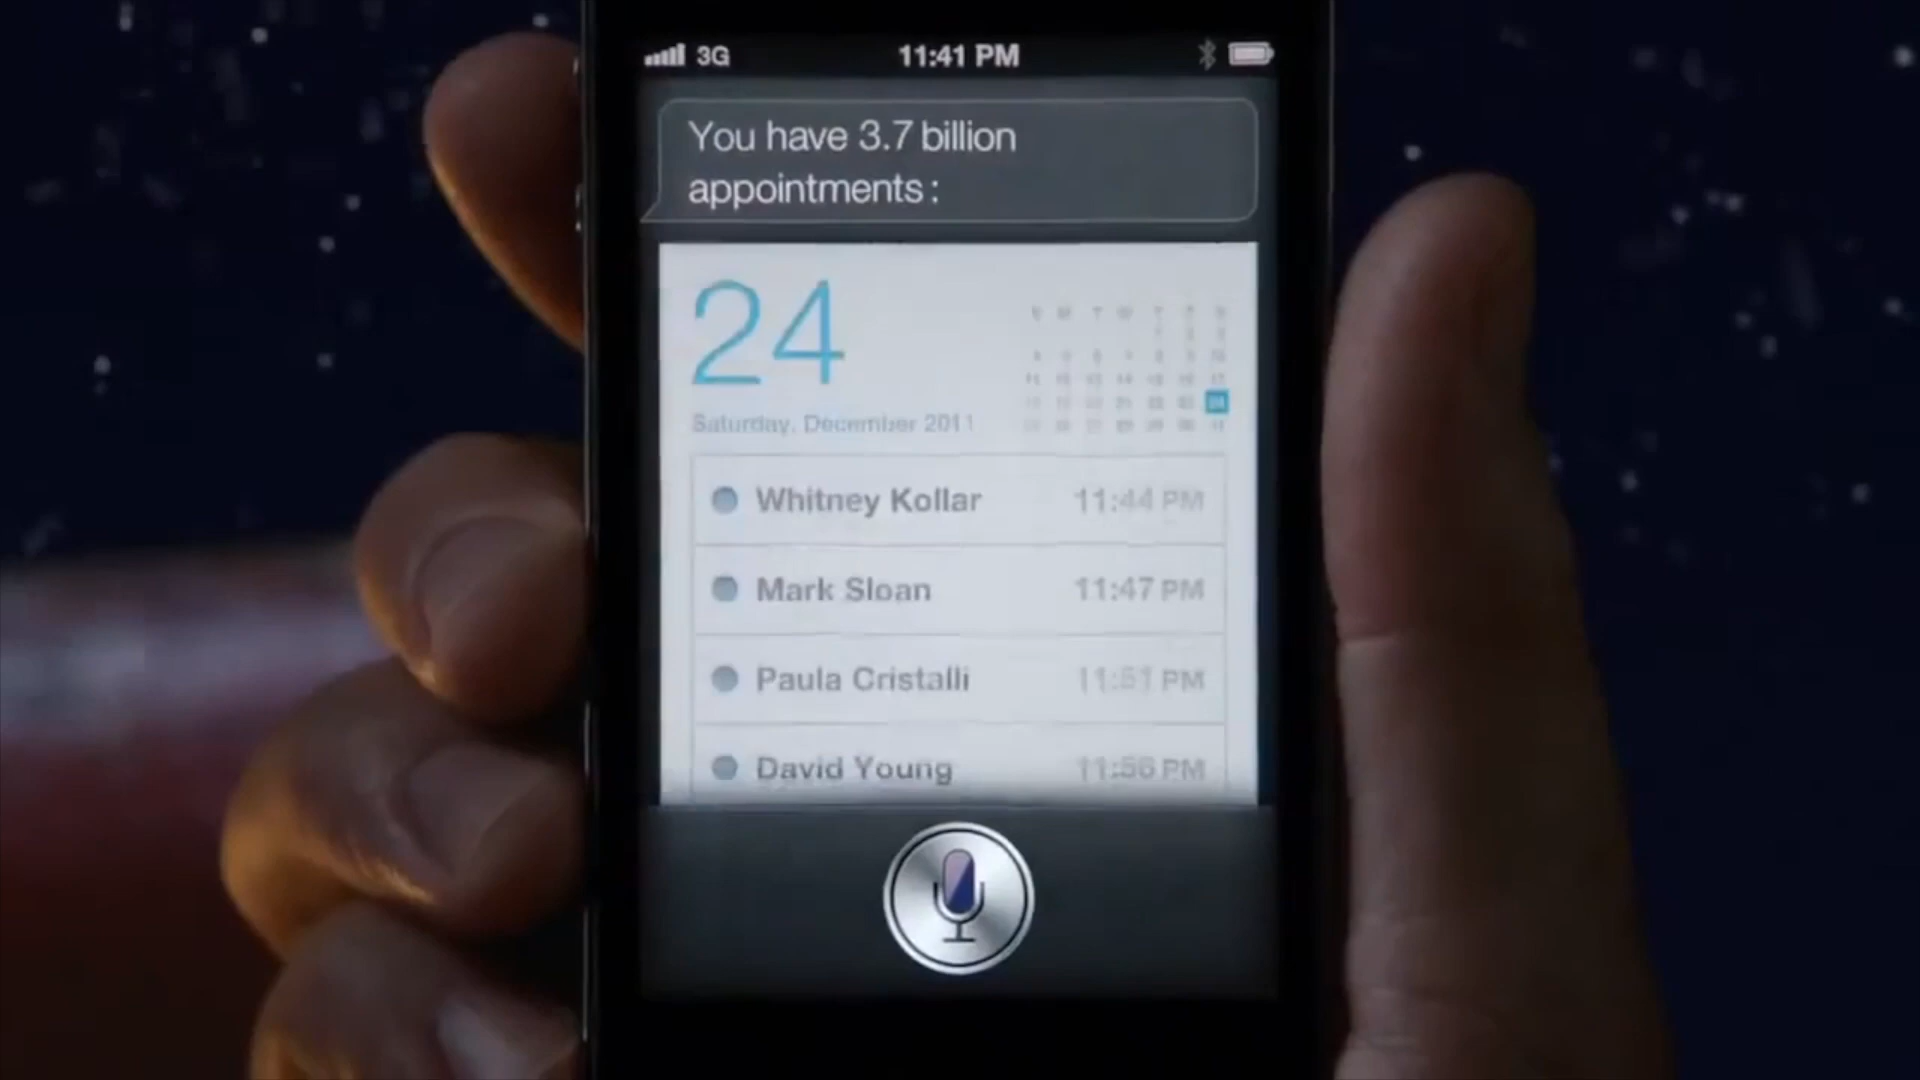 3G 11:41 PM
You have 3.7 billion
appointments:
24
Saturday, December 2011
Whitney Kollar 11:44 PM
Mark Sloan 11:47 PM
Paula Cristalli 11:51 PM
David Young 11:56 PM